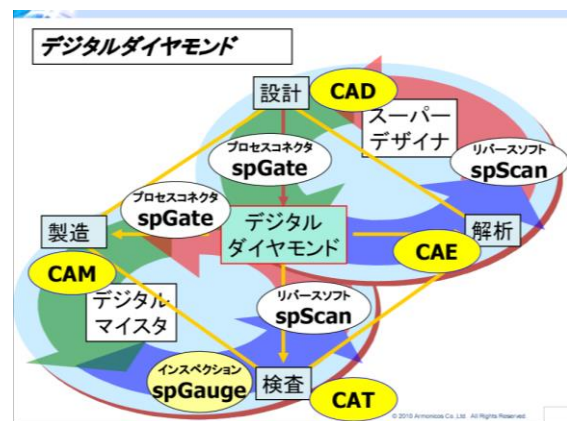 デジタルダイヤモンド
設計
CAD
スーパー
デザイナ
プロセスコネクタ
spGate
リバースソフト
spScan
プロセスコネクタ
spGate
製造
デジタル
ダイヤモンド
解析
CAE
CAM
デジタル
マイスタ
リバースソフト
spScan
インスペクション
spGauge
検査
CAT
© 2010 Armonicos Co. Ltd. All Rights Reserved